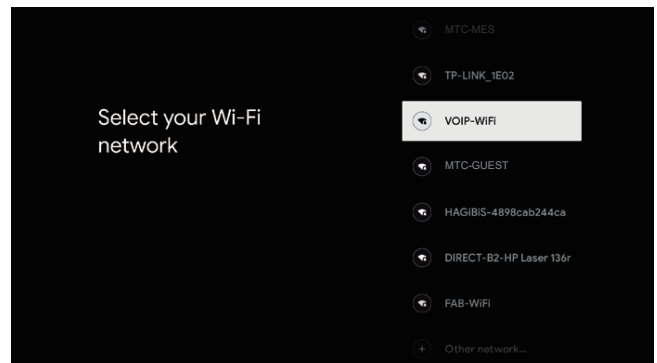 Select your Wi-Fi
network
MTC-MES
TP-LINK_1E02
VOIP-WiFi
MTC-GUEST
HAGiBiS-4898cab244ca
DIRECT-B2-HP Laser 136r
FAB-WiFi
Other network...